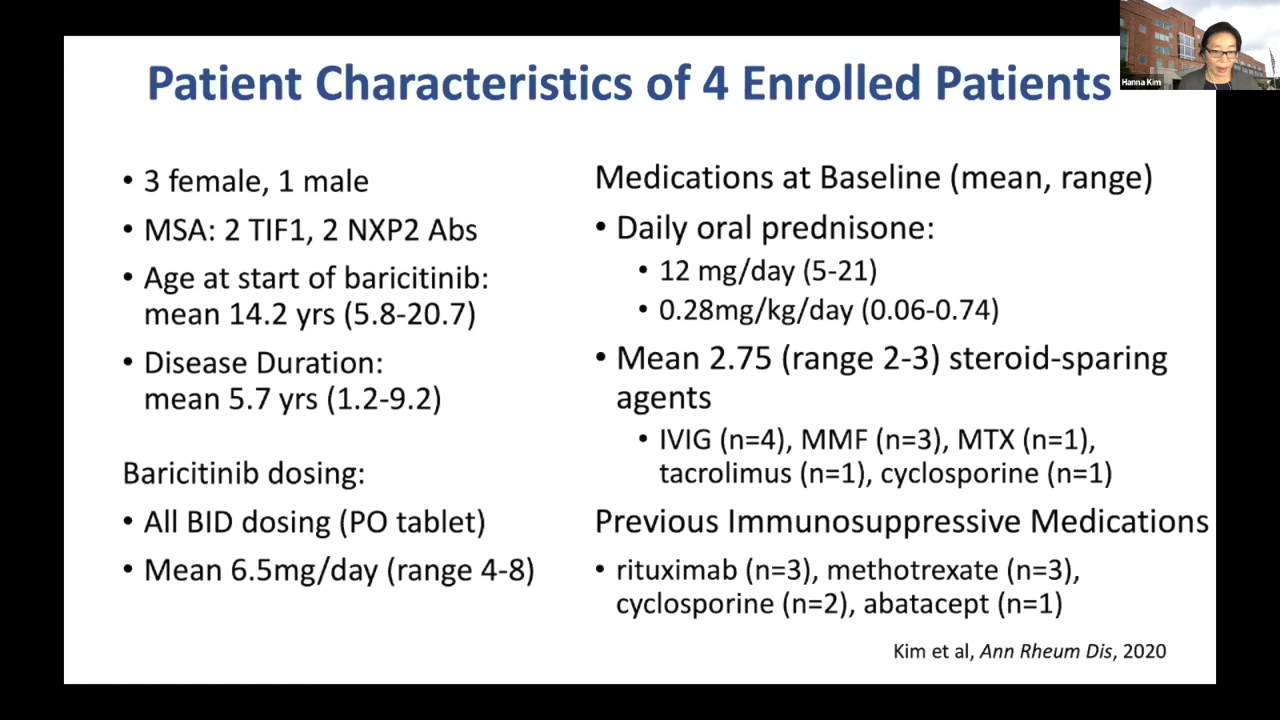 Patient Characteristics of 4 Enrolled Patients
Hanna Kim
• 3 female, 1 male
• MSA: 2 TIF1, 2 NXP2 Abs
• Age at start of baricitinib:
mean 14.2 yrs (5.8-20.7)
• Disease Duration:
mean 5.7 yrs (1.2-9.2)
Baricitinib dosing:
• All BID dosing (PO tablet)
• Mean 6.5mg/day (range 4-8)
Medications at Baseline (mean, range)
• Daily oral prednisone:
• 12 mg/day (5-21)
• 0.28mg/kg/day (0.06-0.74)
• Mean 2.75 (range 2-3) steroid-sparing
agents
• IVIG (n=4), MMF (n=3), MTX (n=1),
tacrolimus (n=1), cyclosporine (n=1)
Previous Immunosuppressive Medications
• rituximab (n=3), methotrexate (n=3),
cyclosporine (n=2), abatacept (n=1)
Kim et al, Ann Rheum Dis, 2020